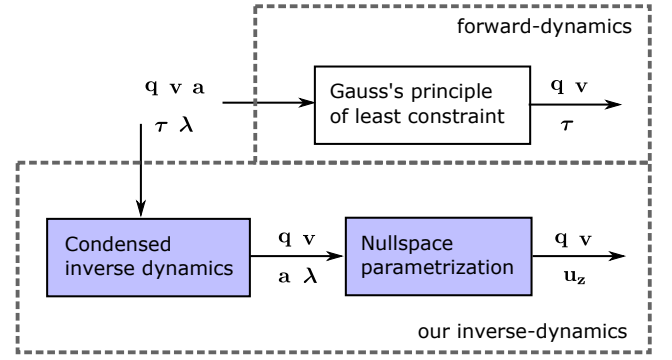 forward-dynamics
q v a
τ λ
Gauss's principle
of least constraint
q v
τ
Condensed
inverse dynamics
q v
a λ
Nullspace
parametrization
q v
u_z
our inverse-dynamics